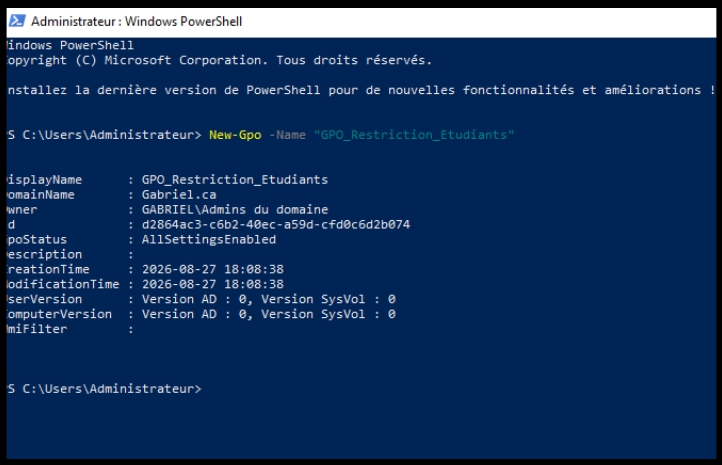 Administrateur : Windows PowerShell
indows PowerShell
opyright (C) Microsoft Corporation. Tous droits réservés.
nstallez la dernière version de PowerShell pour de nouvelles fonctionnalités et améliorations !
S C:\Users\Administrateur> New-Gpo -Name "GPO_Restriction_Etudiants"
isplayName : GPO_Restriction_Etudiants
omainName : Gabriel.ca
wner : GABRIEL\Admins du domaine
d : d2864ac3-c6b2-40ec-a59d-cfd0c6d2b074
poStatus : AllSettingsEnabled
escription :
reationTime : 2026-08-27 18:08:38
odificationTime : 2026-08-27 18:08:38
serVersion : Version AD : 0, Version SysVol : 0
omputerVersion : Version AD : 0, Version SysVol : 0
miFilter :
S C:\Users\Administrateur>